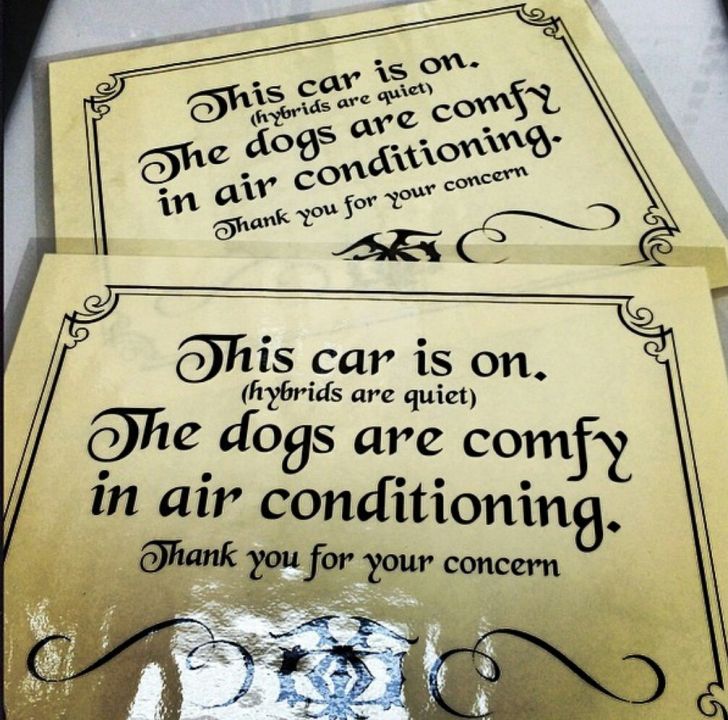 This car is on.
(hybrids are quiet)
The dogs are comfy
in air conditioning.
Thank you for your concern
This car is on.
(hybrids are quiet)
The dogs are comfy
in air conditioning.
Thank you for your concern